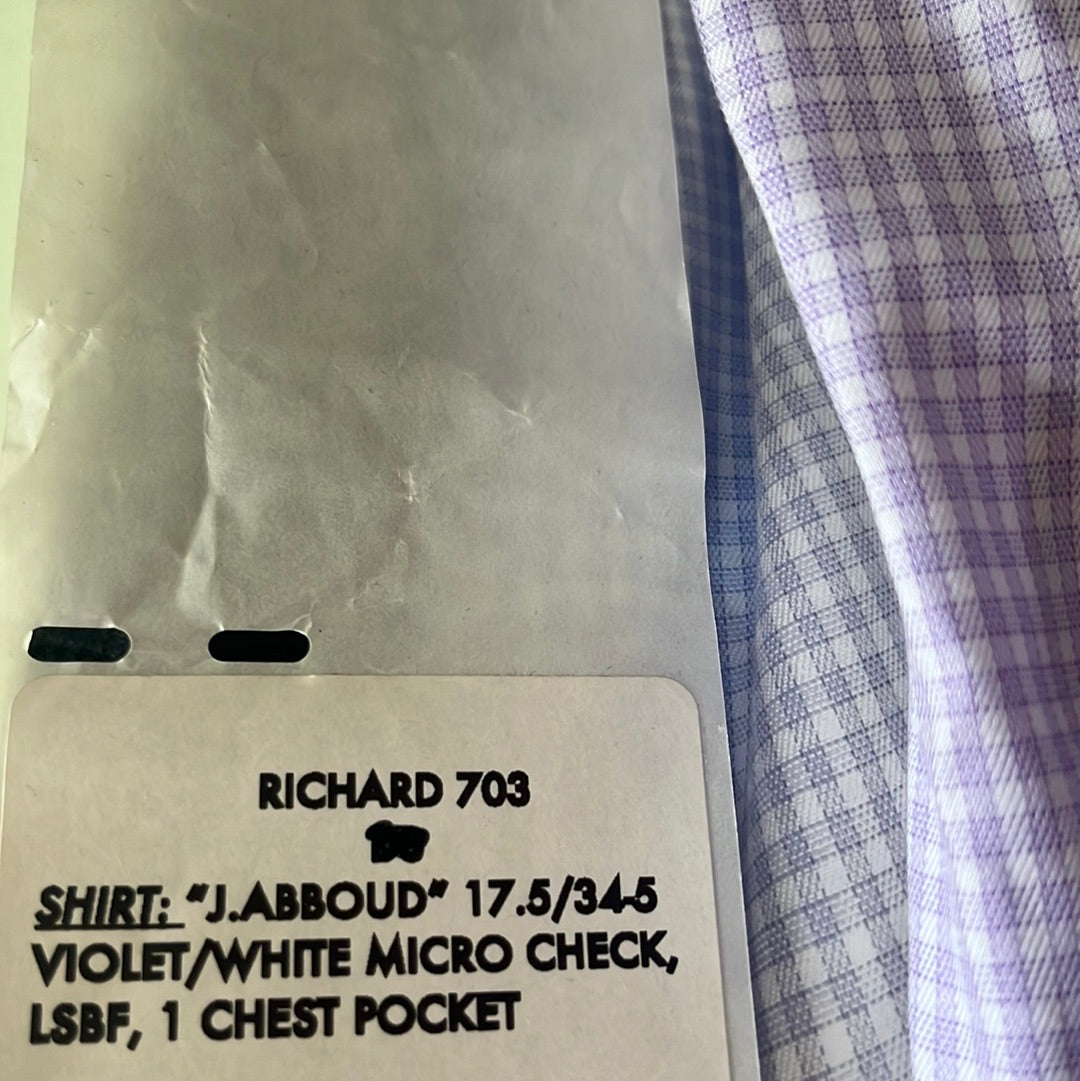 RICHARD 703
SHIRT: "J.ABBOUD" 17.5/34-5
VIOLET/WHITE MICRO CHECK,
LSBF, 1 CHEST POCKET